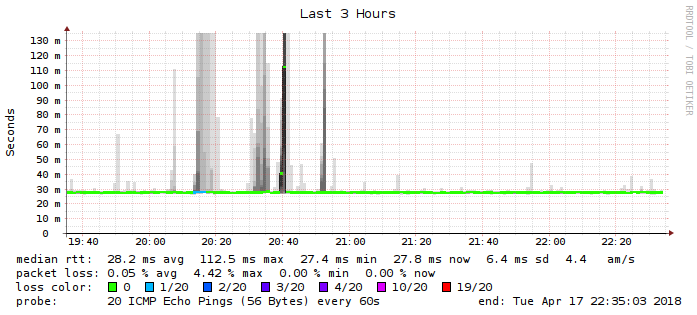 Last 3 Hours
RRDTOOL / TOBI OETIKER
Seconds
130 m
120 m
110 m
100 m
90 m
80 m
70 m
60 m
50 m
40 m
30 m
20 m
10 m
0
19:40 20:00 20:20 20:40 21:00 21:20 21:40 22:00 22:20
median rtt: 28.2 ms avg 112.5 ms max 27.4 ms min 27.8 ms now 6.4 ms sd 4.4 am/s
packet loss: 0.05 % avg 4.42 % max 0.00 % min 0.00 % now
loss color: 0 1/20 2/20 3/20 4/20 10/20 19/20
probe: 20 ICMP Echo Pings (56 Bytes) every 60s end: Tue Apr 17 22:35:03 2018